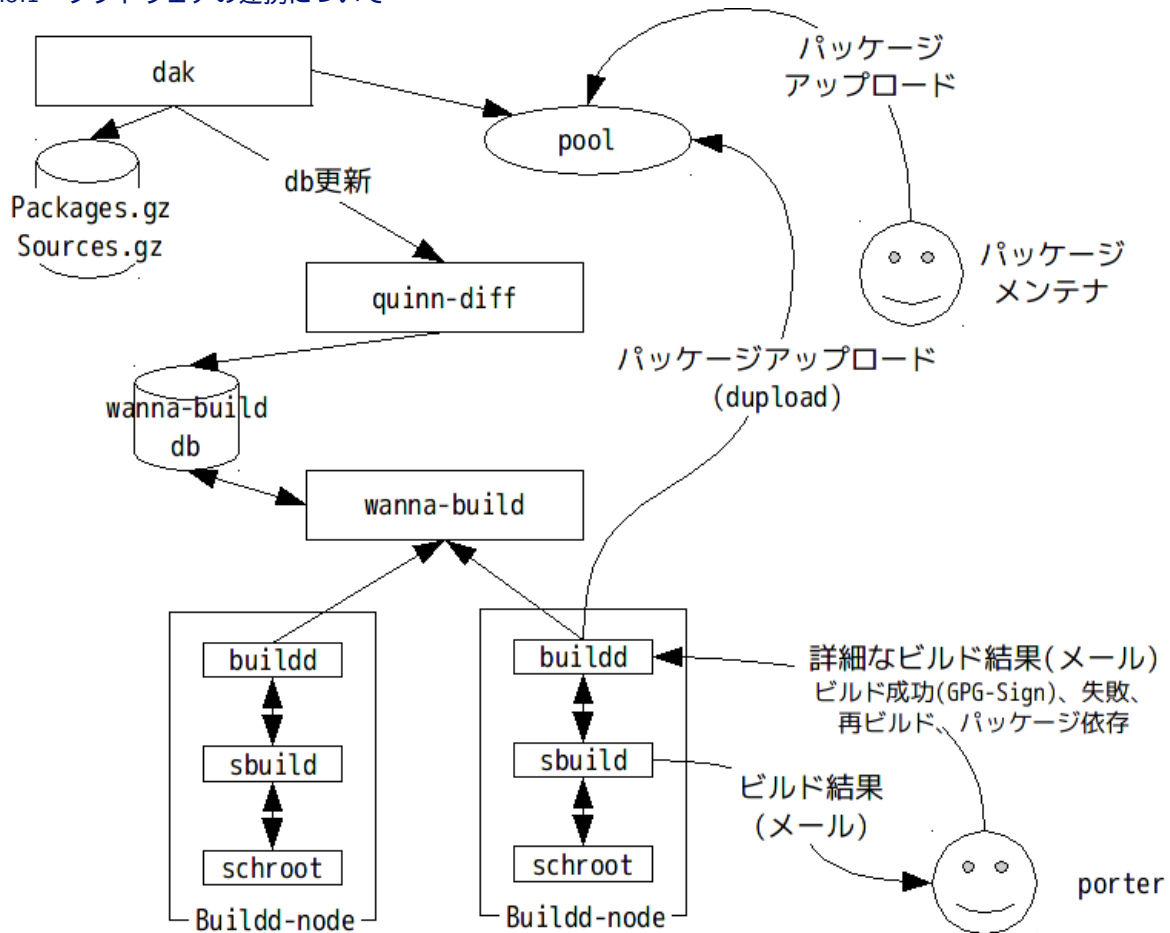 パッケージ
アップロード
dak
pool
db更新
Packages.gz
Sources.gz
パッケージ
メンテナ
quinn-diff
パッケージアップロード
(dupload)
wanna-build
db
wanna-build
buildd
sbuild
schroot
Buildd-node
buildd
sbuild
schroot
Buildd-node
詳細なビルド結果(メール)
ビルド成功(GPG-Sign)、失敗、
再ビルド、パッケージ依存
ビルド結果
(メール)
porter